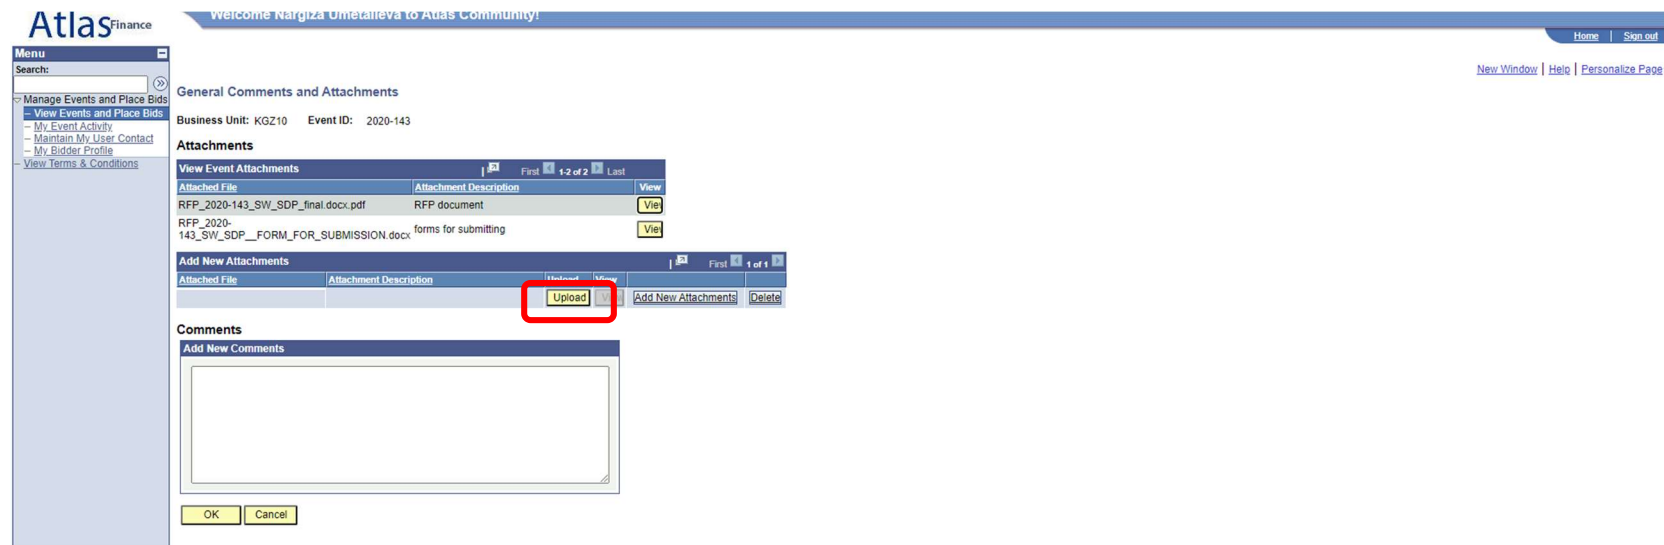 Atlas Finance
Welcome Nargiza Umetalieva to Atlas Community!
Home | Sign out
Menu
Search:
New Window | Help | Personalize Page
Manage Events and Place Bids
– View Events and Place Bids
– My Event Activity
– Maintain My User Contact
– My Bidder Profile
– View Terms & Conditions
General Comments and Attachments
Business Unit: KGZ10 Event ID: 2020-143
Attachments
View Event Attachments First 1-2 of 2 Last
Attached File Attachment Description View
RFP_2020-143_SW_SDP_final.docx.pdf RFP document View
RFP_2020-
143_SW_SDP__FORM_FOR_SUBMISSION.docx forms for submitting View
Add New Attachments First 1 of 1
Attached File Attachment Description Upload View
Upload View Add New Attachments Delete
Comments
Add New Comments
OK Cancel